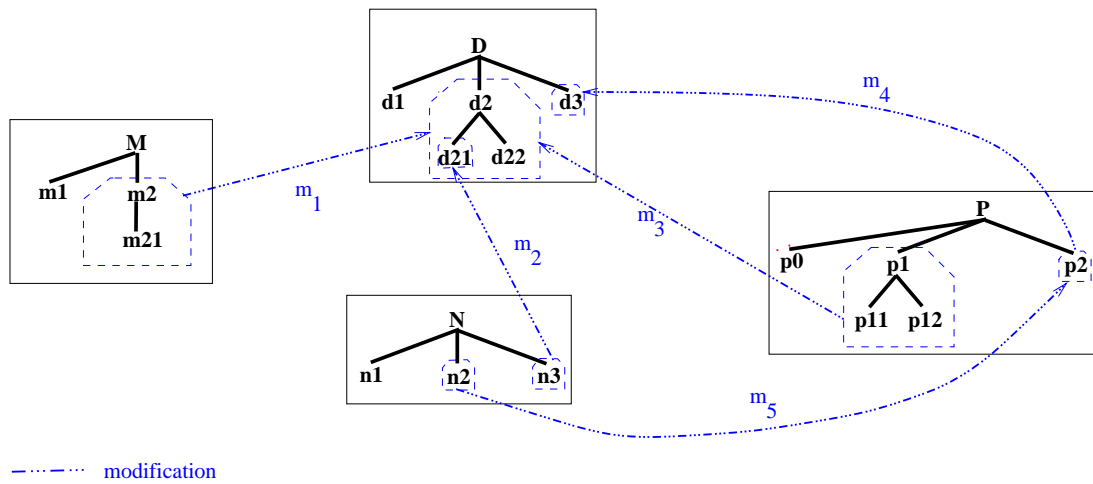 D
d1 d2 d3
d21 d22
m4
M
m1 m2
m21
m1
m3
P
p0 p1 p2
p11 p12
m2
N
n1 n2 n3
m5
modification